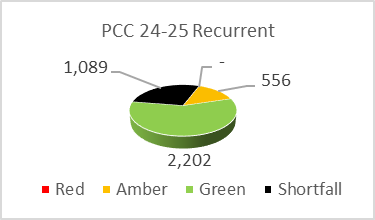 PCC 24-25 Recurrent
1,089
-
556
2,202
Red Amber Green Shortfall